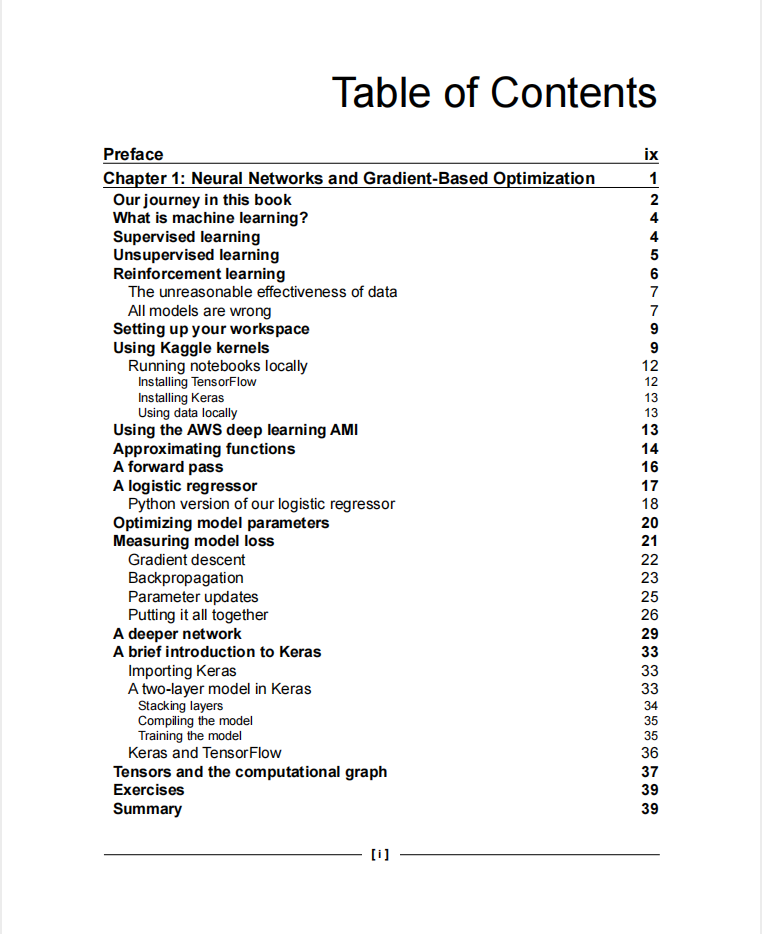 Table of Contents
Preface ix
Chapter 1: Neural Networks and Gradient-Based Optimization 1
Our journey in this book 2
What is machine learning? 4
Supervised learning 4
Unsupervised learning 5
Reinforcement learning 6
The unreasonable effectiveness of data 7
All models are wrong 7
Setting up your workspace 9
Using Kaggle kernels 9
Running notebooks locally 12
Installing TensorFlow 12
Installing Keras 13
Using data locally 13
Using the AWS deep learning AMI 13
Approximating functions 14
A forward pass 16
A logistic regressor 17
Python version of our logistic regressor 18
Optimizing model parameters 20
Measuring model loss 21
Gradient descent 22
Backpropagation 23
Parameter updates 25
Putting it all together 26
A deeper network 29
A brief introduction to Keras 33
Importing Keras 33
A two-layer model in Keras 33
Stacking layers 34
Compiling the model 35
Training the model 35
Keras and TensorFlow 36
Tensors and the computational graph 37
Exercises 39
Summary 39
[ i ]